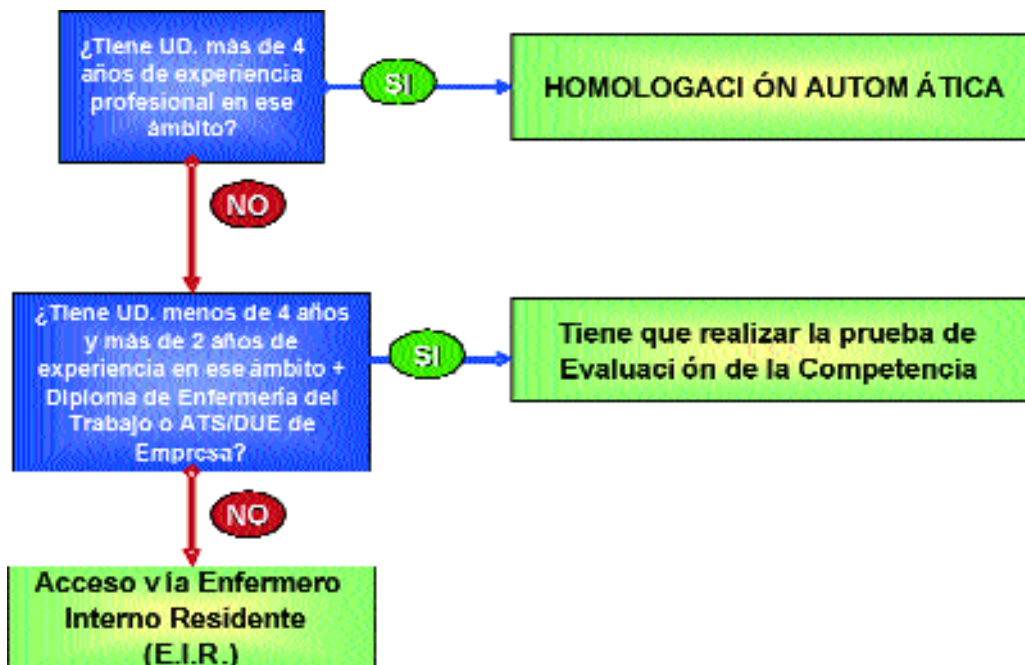 ¿Tiene UD. más de 4
años de experiencia
profesional en ese
ámbito?
SI
HOMOLOGACI ÓN AUTOM ÁTICA
NO
¿Tiene UD. menos de 4 años
y más de 2 años de
experiencia en ese ámbito +
Diploma de Enfermería del
Trabajo o ATS/DUE de
Empresa?
SI
Tiene que realizar la prueba de
Evaluaci ón de la Competencia
NO
Acceso vía Enfermero
Interno Residente
(E.I.R.)